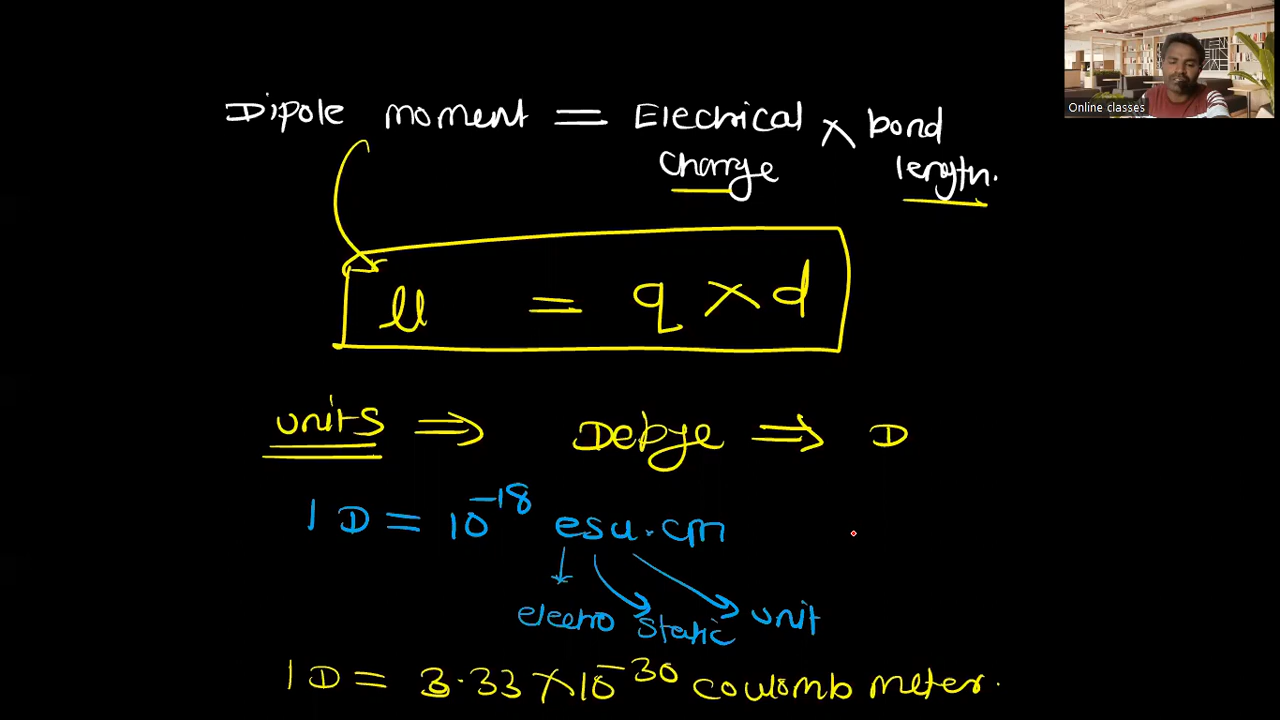 Online classes
Dipole moment = Electrical charge × bond length.
µ = q × d
units ⇒ Debye ⇒ D
1 D = 10⁻¹⁸ esu.cm
electro static unit
1 D = 3.33 × 10⁻³⁰ coulomb meter.